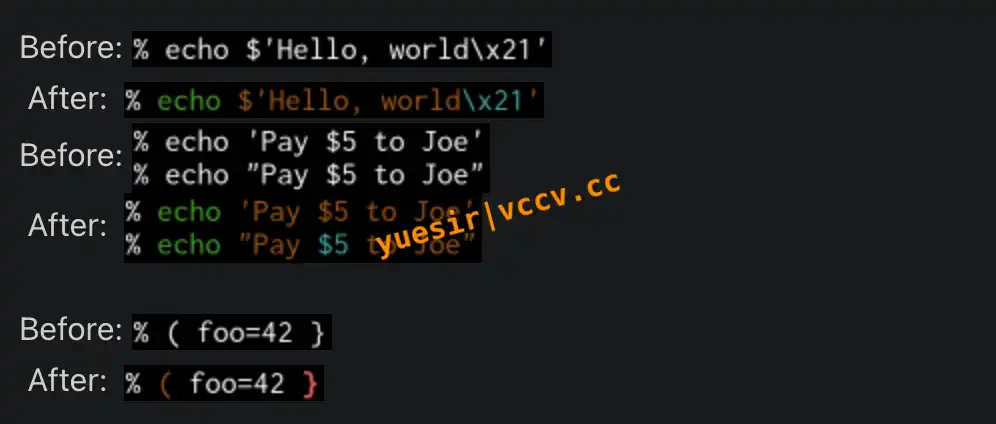 Before: % echo $'Hello, world\x21'
After: % echo $'Hello, world\x21'
Before: % echo 'Pay $5 to Joe'
% echo "Pay $5 to Joe"
After: % echo 'Pay $5 to Joe'
% echo "Pay $5 to Joe"
yuesir|vccv.cc
Before: % ( foo=42 }
After: % ( foo=42 }